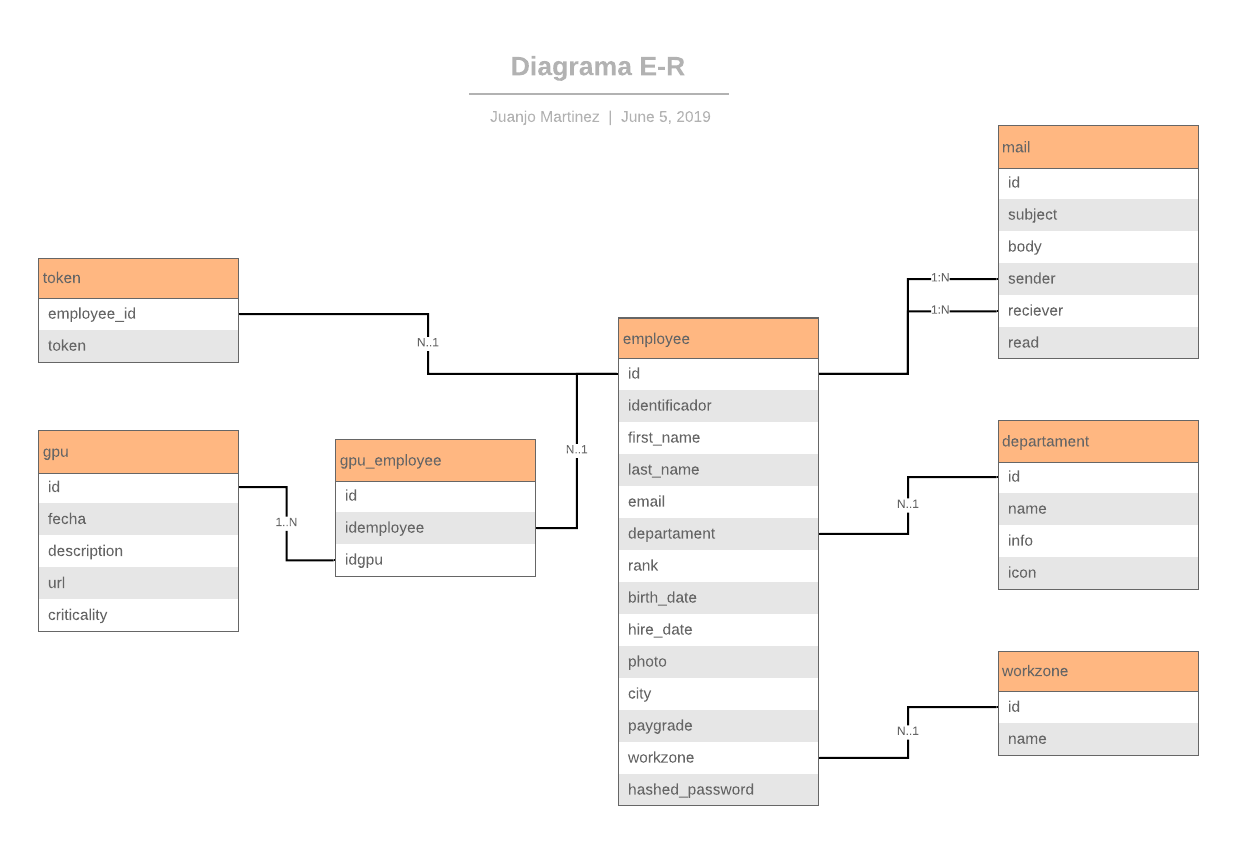 Diagrama E-R
Juanjo Martinez | June 5, 2019
token
employee_id
token
gpu
id
fecha
description
url
criticality
1..N
gpu_employee
id
idemployee
idgpu
N..1
N..1
employee
id
identificador
first_name
last_name
email
departament
rank
birth_date
hire_date
photo
city
paygrade
workzone
hashed_password
1:N
1:N
N..1
N..1
mail
id
subject
body
sender
reciever
read
departament
id
name
info
icon
workzone
id
name